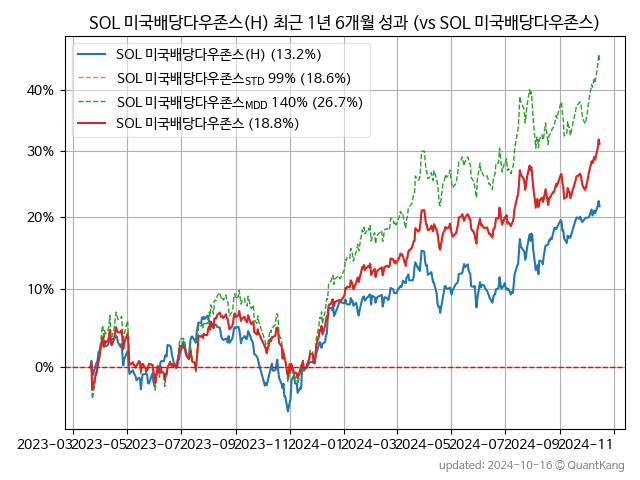 SOL 미국배당다우존스(H) 최근 1년 6개월 성과 (vs SOL 미국배당다우존스)
SOL 미국배당다우존스(H) (13.2%)
SOL 미국배당다우존스STD 99% (18.6%)
SOL 미국배당다우존스MDD 140% (26.7%)
SOL 미국배당다우존스 (18.8%)
40%
30%
20%
10%
0%
2023-03 2023-05 2023-07 2023-09 2023-11 2024-01 2024-03 2024-05 2024-07 2024-09 2024-11
updated: 2024-10-16 © QuantKang